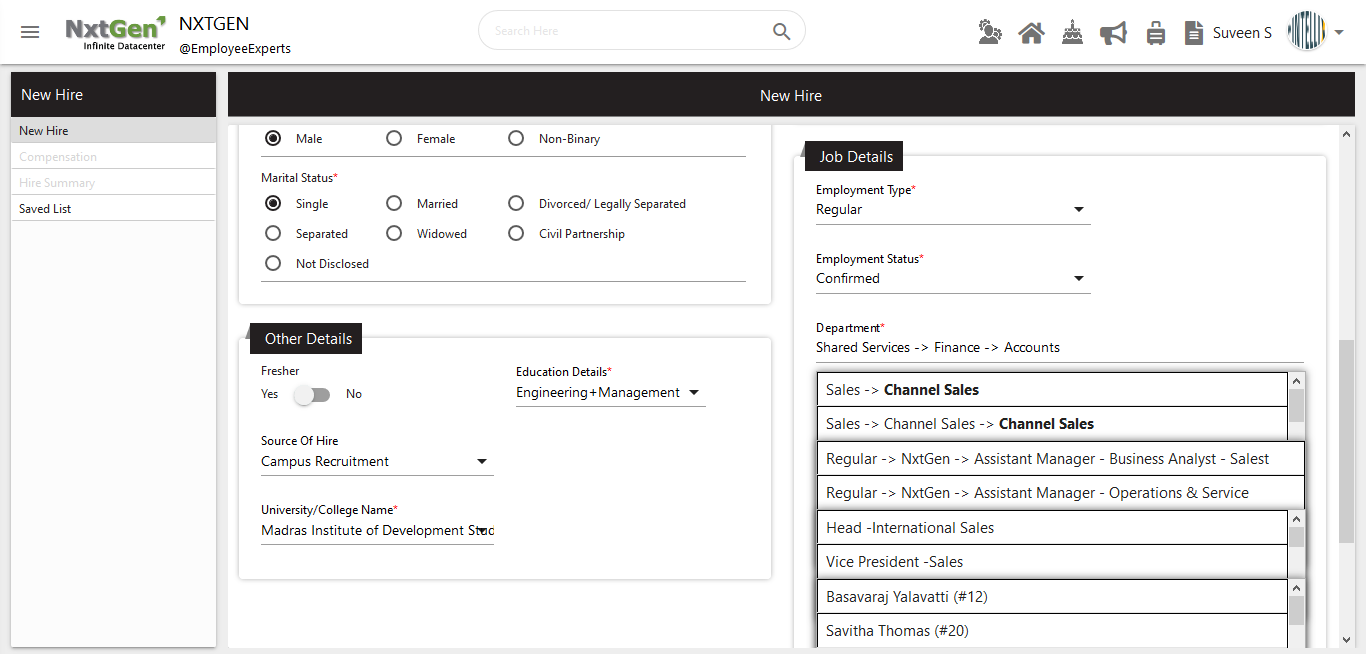 NxtGen
Infinite Datacenter
NXTGEN
@EmployeeExperts
Search Here
Suveen S
INTELLI
New Hire
New Hire
Compensation
Hire Summary
Saved List
New Hire
Male
Female
Non-Binary
Marital Status*
Single
Married
Divorced/ Legally Separated
Separated
Widowed
Civil Partnership
Not Disclosed
Other Details
Fresher
Yes
No
Education Details*
Engineering+Management
Source Of Hire
Campus Recruitment
University/College Name*
Madras Institute of Development Stud
Job Details
Employment Type*
Regular
Employment Status*
Confirmed
Department*
Shared Services -> Finance -> Accounts
Sales -> Channel Sales
Sales -> Channel Sales -> Channel Sales
Regular -> NxtGen -> Assistant Manager - Business Analyst - Salest
Regular -> NxtGen -> Assistant Manager - Operations & Service
Head -International Sales
Vice President -Sales
Basavaraj Yalavatti (#12)
Savitha Thomas (#20)